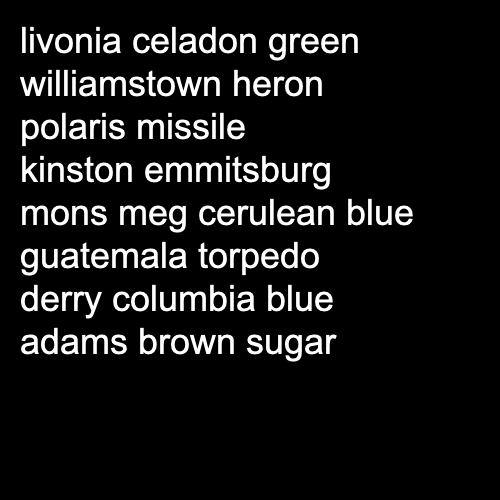 livonia celadon green
williamstown heron
polaris missile
kinston emmitsburg
mons meg cerulean blue
guatemala torpedo
derry columbia blue
adams brown sugar